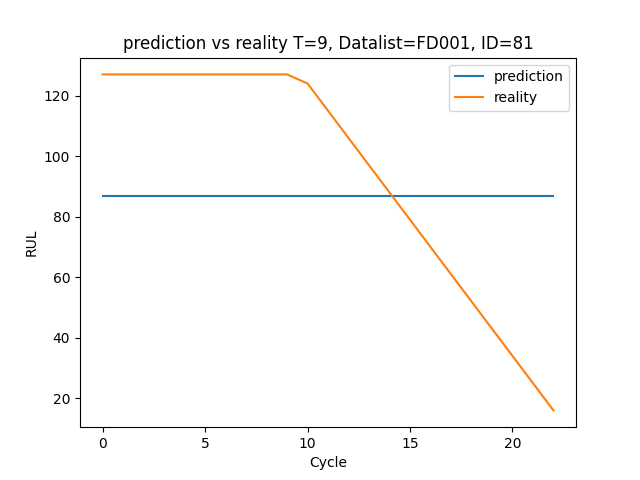 prediction vs reality T=9, Datalist=FD001, ID=81
prediction
reality
RUL
120
100
80
60
40
20
0 5 10 15 20
Cycle